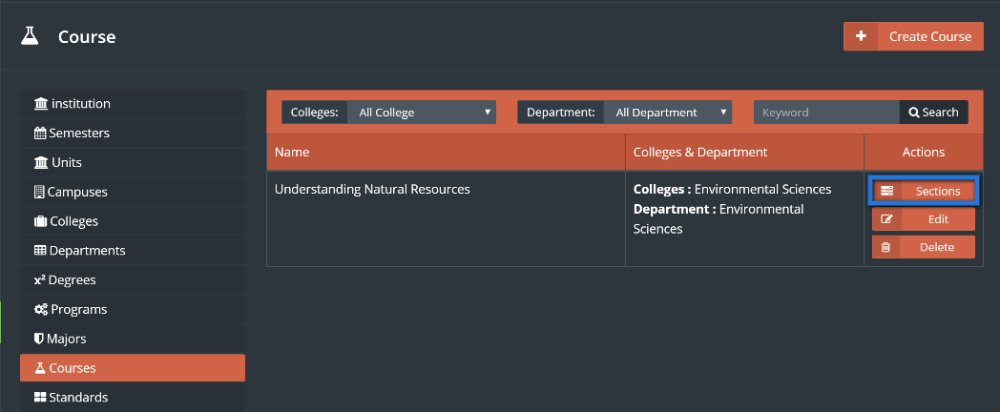 Course
Create Course
institution
Semesters
Units
Campuses
Colleges
Departments
x² Degrees
Programs
Majors
Courses
Standards
Colleges: All College
Department: All Department
Keyword
Search
Name
Colleges & Department
Actions
Understanding Natural Resources
Colleges : Environmental Sciences
Department : Environmental
Sciences
Sections
Edit
Delete